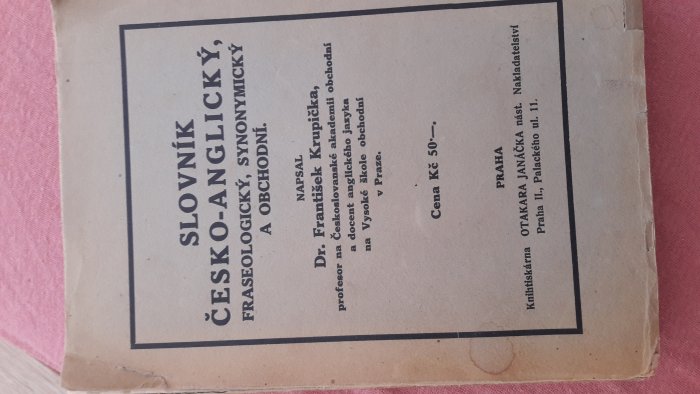 SLOVNÍK
ČESKO-ANGLICKÝ,
FRASEOLOGICKÝ, SYNONYMICKÝ
A OBCHODNÍ.
NAPSAL
Dr. František Krupička,
profesor na Československé akademii obchodní
a docent anglického jazyka
na Vysoké škole obchodní
v Praze.
Cena Kč 50·—.
PRAHA
Knihtiskárna OTAKARA JANÁČKA nást. Nakladatelství
Praha II., Palackého ul. 11.